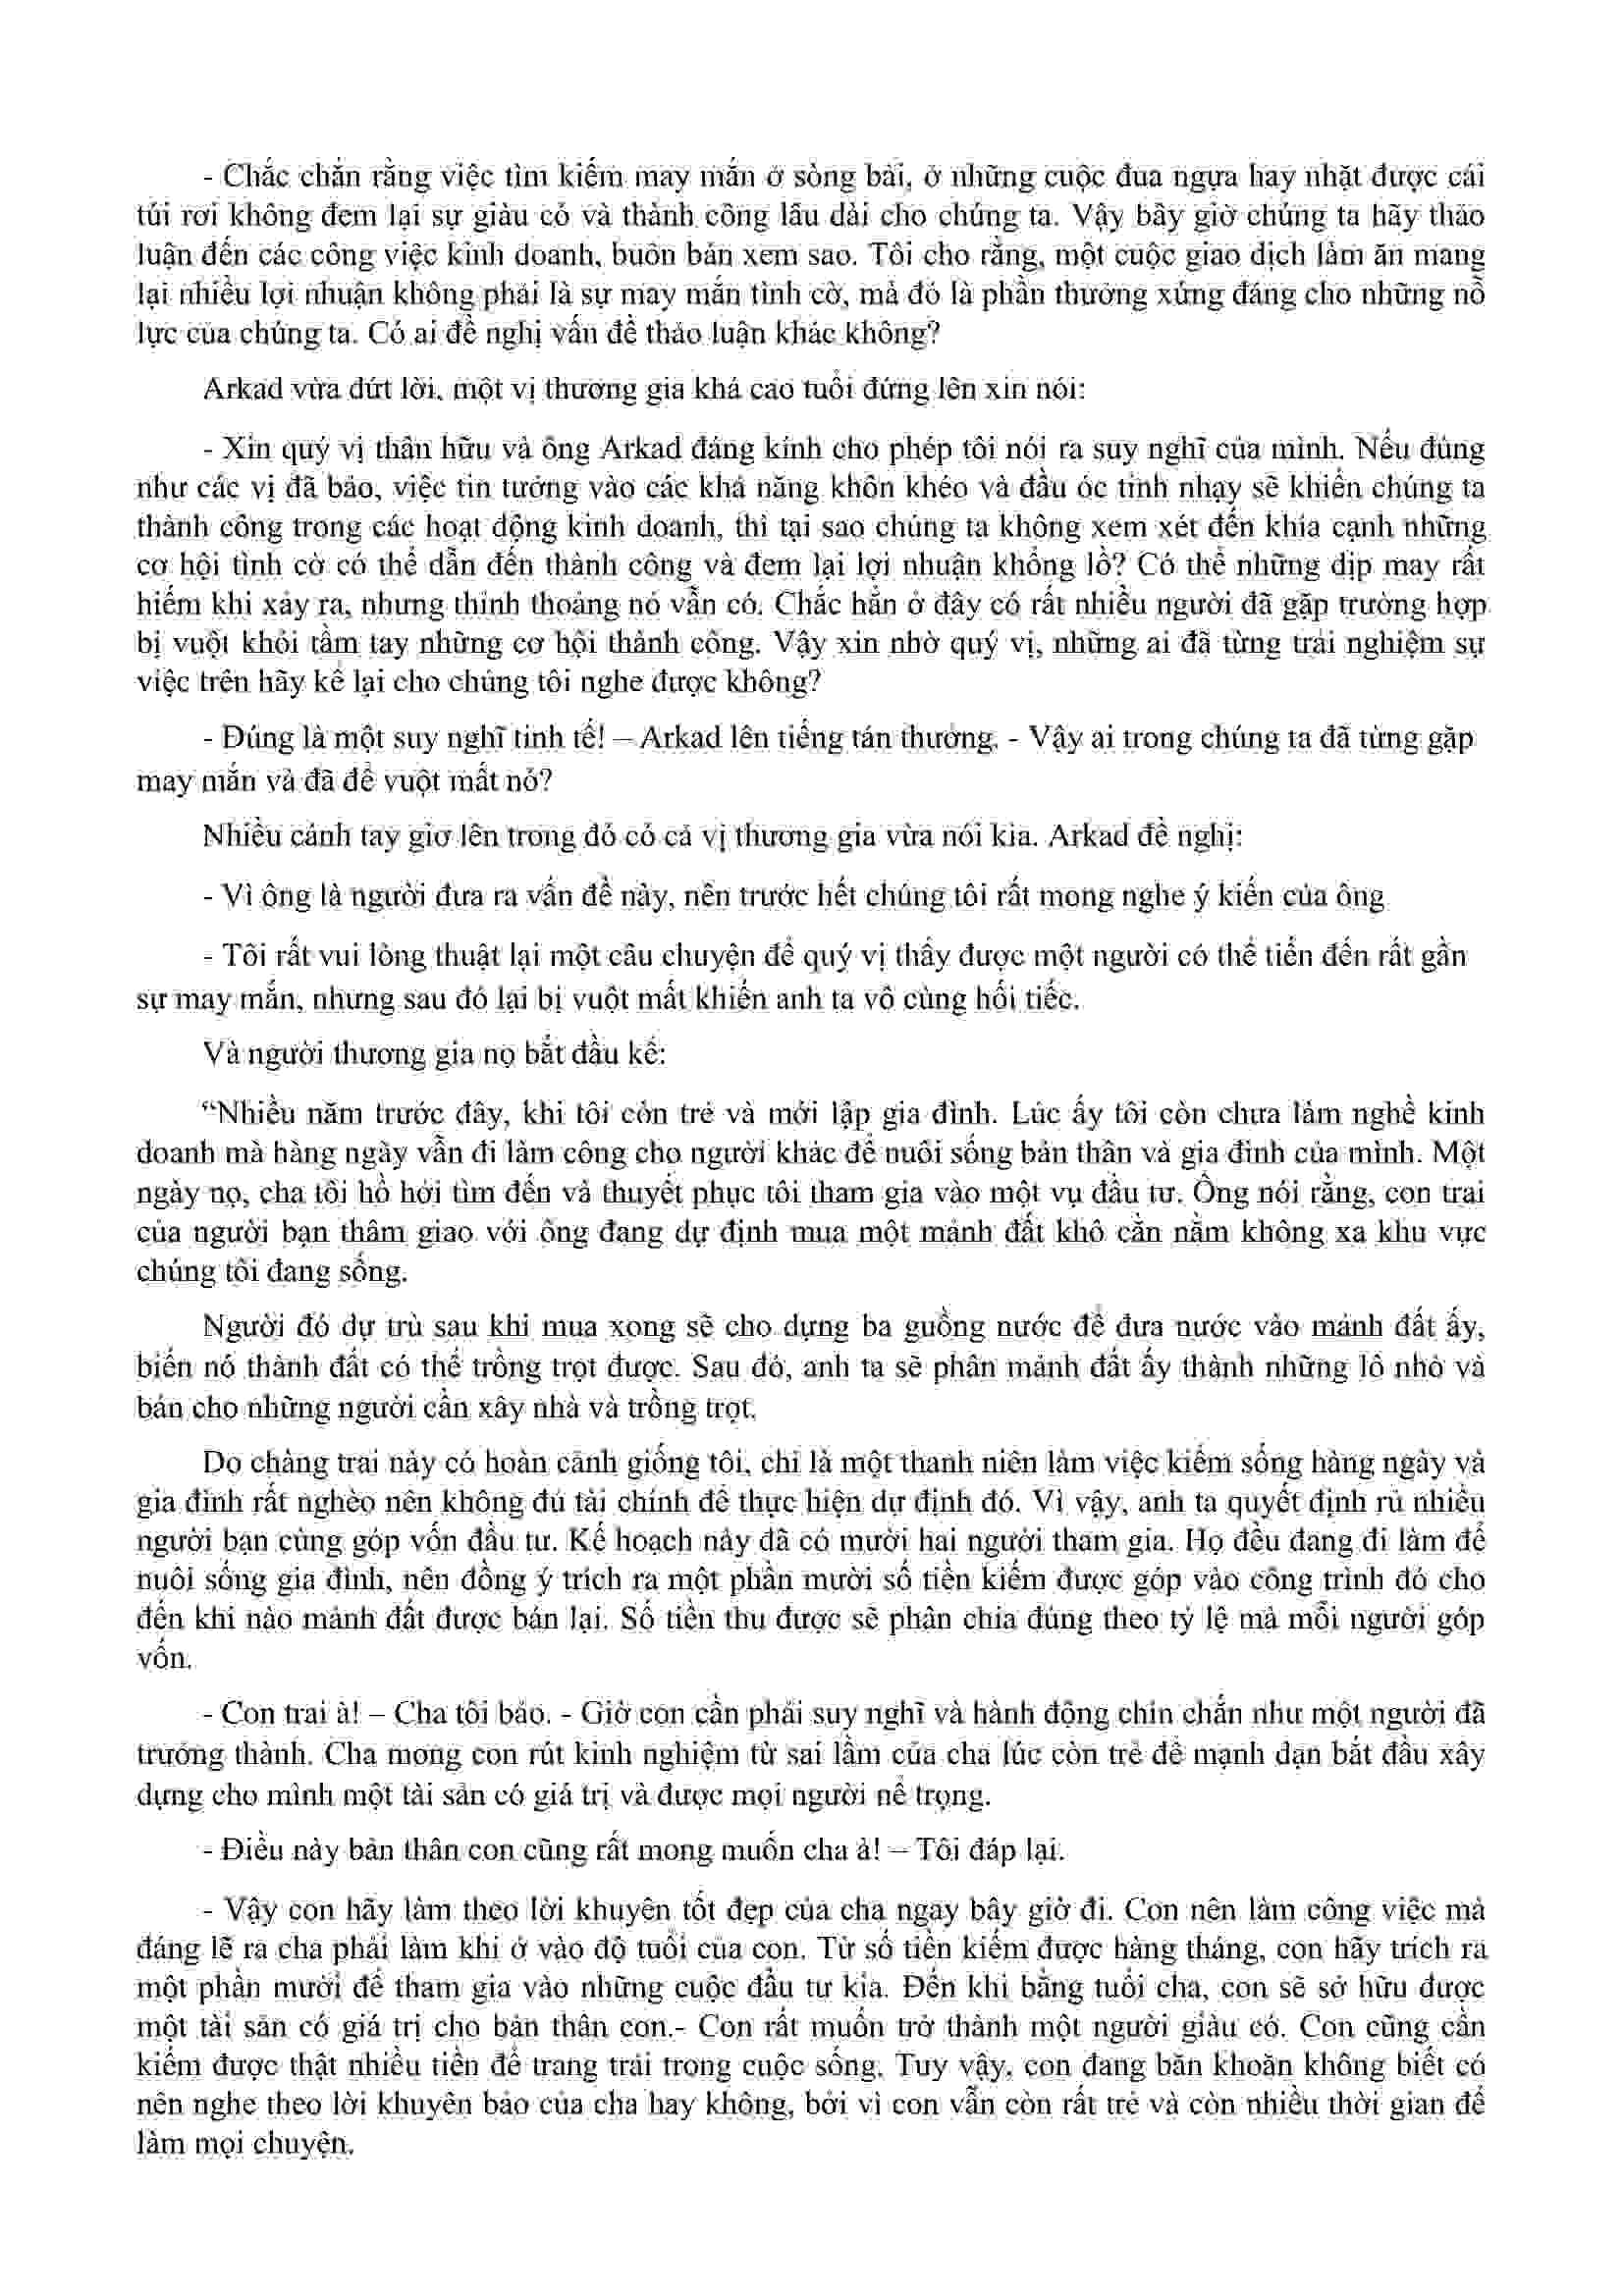 - Chắc chắn rằng việc tìm kiếm may mắn ở sòng bài, ở những cuộc đua ngựa hay nhặt được cái
túi rơi không đem lại sự giàu có và thành công lâu dài cho chúng ta. Vậy bây giờ chúng ta hãy thảo
luận đến các công việc kinh doanh, buôn bán xem sao. Tôi cho rằng, một cuộc giao dịch làm ăn mang
lại nhiều lợi nhuận không phải là sự may mắn tình cờ, mà đó là phần thưởng xứng đáng cho những nỗ
lực của chúng ta. Có ai đề nghị vấn đề thảo luận khác không?
Arkad vừa dứt lời, một vị thương gia khá cao tuổi đứng lên xin nói:
- Xin quý vị thân hữu và ông Arkad đáng kính cho phép tôi nói ra suy nghĩ của mình. Nếu đúng
như các vị đã bảo, việc tin tưởng vào các khả năng khôn khéo và đầu óc tinh nhạy sẽ khiến chúng ta
thành công trong các hoạt động kinh doanh, thì tại sao chúng ta không xem xét đến khía cạnh những
cơ hội tình cờ có thể dẫn đến thành công và đem lại lợi nhuận khổng lồ? Có thể những dịp may rất
hiếm khi xảy ra, nhưng thỉnh thoảng nó vẫn có. Chắc hẳn ở đây có rất nhiều người đã gặp trường hợp
bị vuột khỏi tầm tay những cơ hội thành công. Vậy xin nhờ quý vị, những ai đã từng trải nghiệm sự
việc trên hãy kể lại cho chúng tôi nghe được không?
- Đúng là một suy nghĩ tinh tế! – Arkad lên tiếng tán thưởng. - Vậy ai trong chúng ta đã từng gặp
may mắn và đã để vuột mất nó?
Nhiều cánh tay giơ lên trong đó có cả vị thương gia vừa nói kia. Arkad đề nghị:
- Vì ông là người đưa ra vấn đề này, nên trước hết chúng tôi rất mong nghe ý kiến của ông
- Tôi rất vui lòng thuật lại một câu chuyện để quý vị thấy được một người có thể tiến đến rất gần
sự may mắn, nhưng sau đó lại bị vuột mất khiến anh ta vô cùng hối tiếc.
Và người thương gia nọ bắt đầu kể:
“Nhiều năm trước đây, khi tôi còn trẻ và mới lập gia đình. Lúc ấy tôi còn chưa làm nghề kinh
doanh mà hàng ngày vẫn đi làm công cho người khác để nuôi sống bản thân và gia đình của mình. Một
ngày nọ, cha tôi hồ hởi tìm đến và thuyết phục tôi tham gia vào một vụ đầu tư. Ông nói rằng, con trai
của người bạn thâm giao với ông đang dự định mua một mảnh đất khô cằn nằm không xa khu vực
chúng tôi đang sống.
Người đó dự trù sau khi mua xong sẽ cho dựng ba guồng nước để đưa nước vào mảnh đất ấy,
biến nó thành đất có thể trồng trọt được. Sau đó, anh ta sẽ phân mảnh đất ấy thành những lô nhỏ và
bán cho những người cần xây nhà và trồng trọt.
Do chàng trai này có hoàn cảnh giống tôi, chỉ là một thanh niên làm việc kiếm sống hàng ngày và
gia đình rất nghèo nên không đủ tài chính để thực hiện dự định đó. Vì vậy, anh ta quyết định rủ nhiều
người bạn cùng góp vốn đầu tư. Kế hoạch này đã có mười hai người tham gia. Họ đều đang đi làm để
nuôi sống gia đình, nên đồng ý trích ra một phần mười số tiền kiếm được góp vào công trình đó cho
đến khi nào mảnh đất được bán lại. Số tiền thu được sẽ phân chia đúng theo tỷ lệ mà mỗi người góp
vốn.
- Con trai à! – Cha tôi bảo. - Giờ con cần phải suy nghĩ và hành động chín chắn như một người đã
trưởng thành. Cha mong con rút kinh nghiệm từ sai lầm của cha lúc còn trẻ để mạnh dạn bắt đầu xây
dựng cho mình một tài sản có giá trị và được mọi người nể trọng.
- Điều này bản thân con cũng rất mong muốn cha ạ! – Tôi đáp lại.
- Vậy con hãy làm theo lời khuyên tốt đẹp của cha ngay bây giờ đi. Con nên làm công việc mà
đáng lẽ ra cha phải làm khi ở vào độ tuổi của con. Từ số tiền kiếm được hàng tháng, con hãy trích ra
một phần mười để tham gia vào những cuộc đầu tư kia. Đến khi bằng tuổi cha, con sẽ sở hữu được
một tài sản có giá trị cho bản thân con.- Con rất muốn trở thành một người giàu có. Con cũng cần
kiếm được thật nhiều tiền để trang trải trong cuộc sống. Tuy vậy, con đang băn khoăn không biết có
nên nghe theo lời khuyên bảo của cha hay không, bởi vì con vẫn còn rất trẻ và còn nhiều thời gian để
làm mọi chuyện.